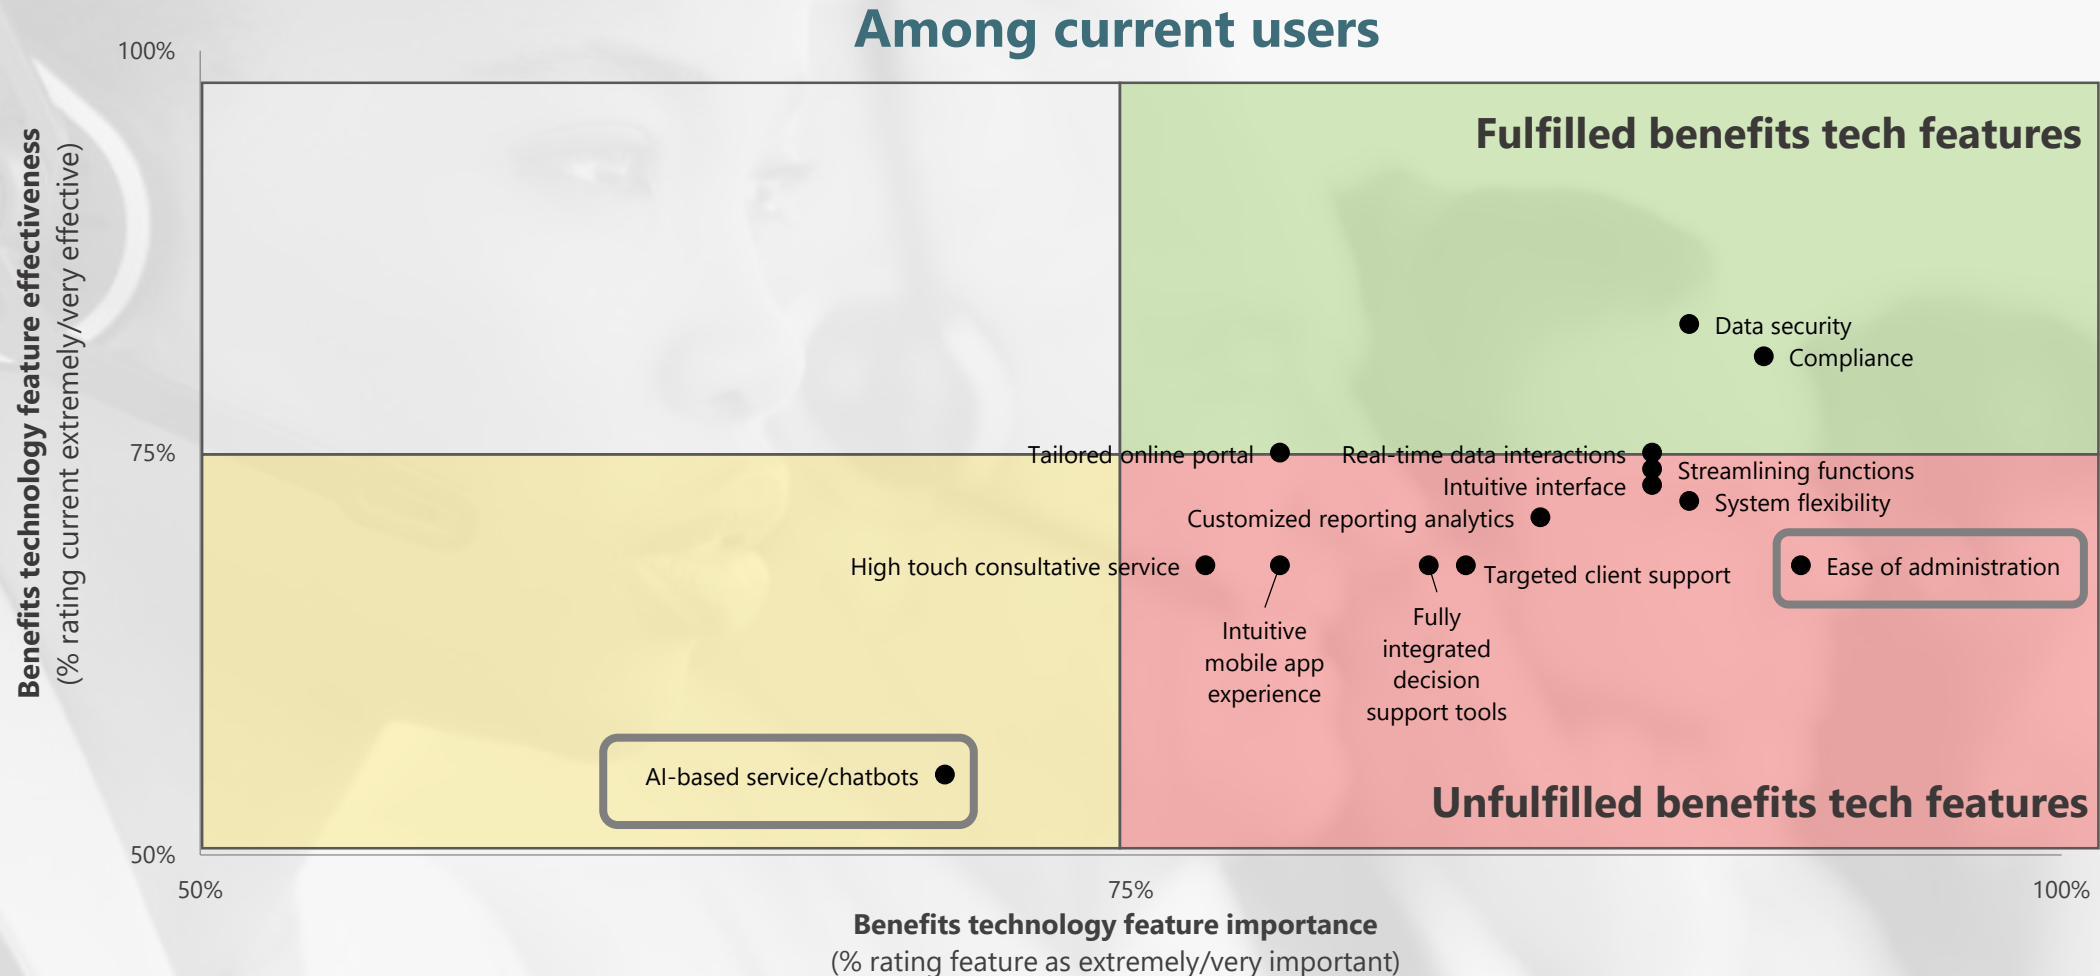 Among current users
100%
Fulfilled benefits tech features
Benefits technology feature effectiveness
(% rating current extremely/very effective)
Data security
Compliance
75%
Tailored online portal
Real-time data interactions
Streamlining functions
Intuitive interface
System flexibility
Customized reporting analytics
High touch consultative service
Targeted client support
Ease of administration
Intuitive
mobile app
experience
Fully
integrated
decision
support tools
AI-based service/chatbots
Unfulfilled benefits tech features
50%
50%
75%
100%
Benefits technology feature importance
(% rating feature as extremely/very important)